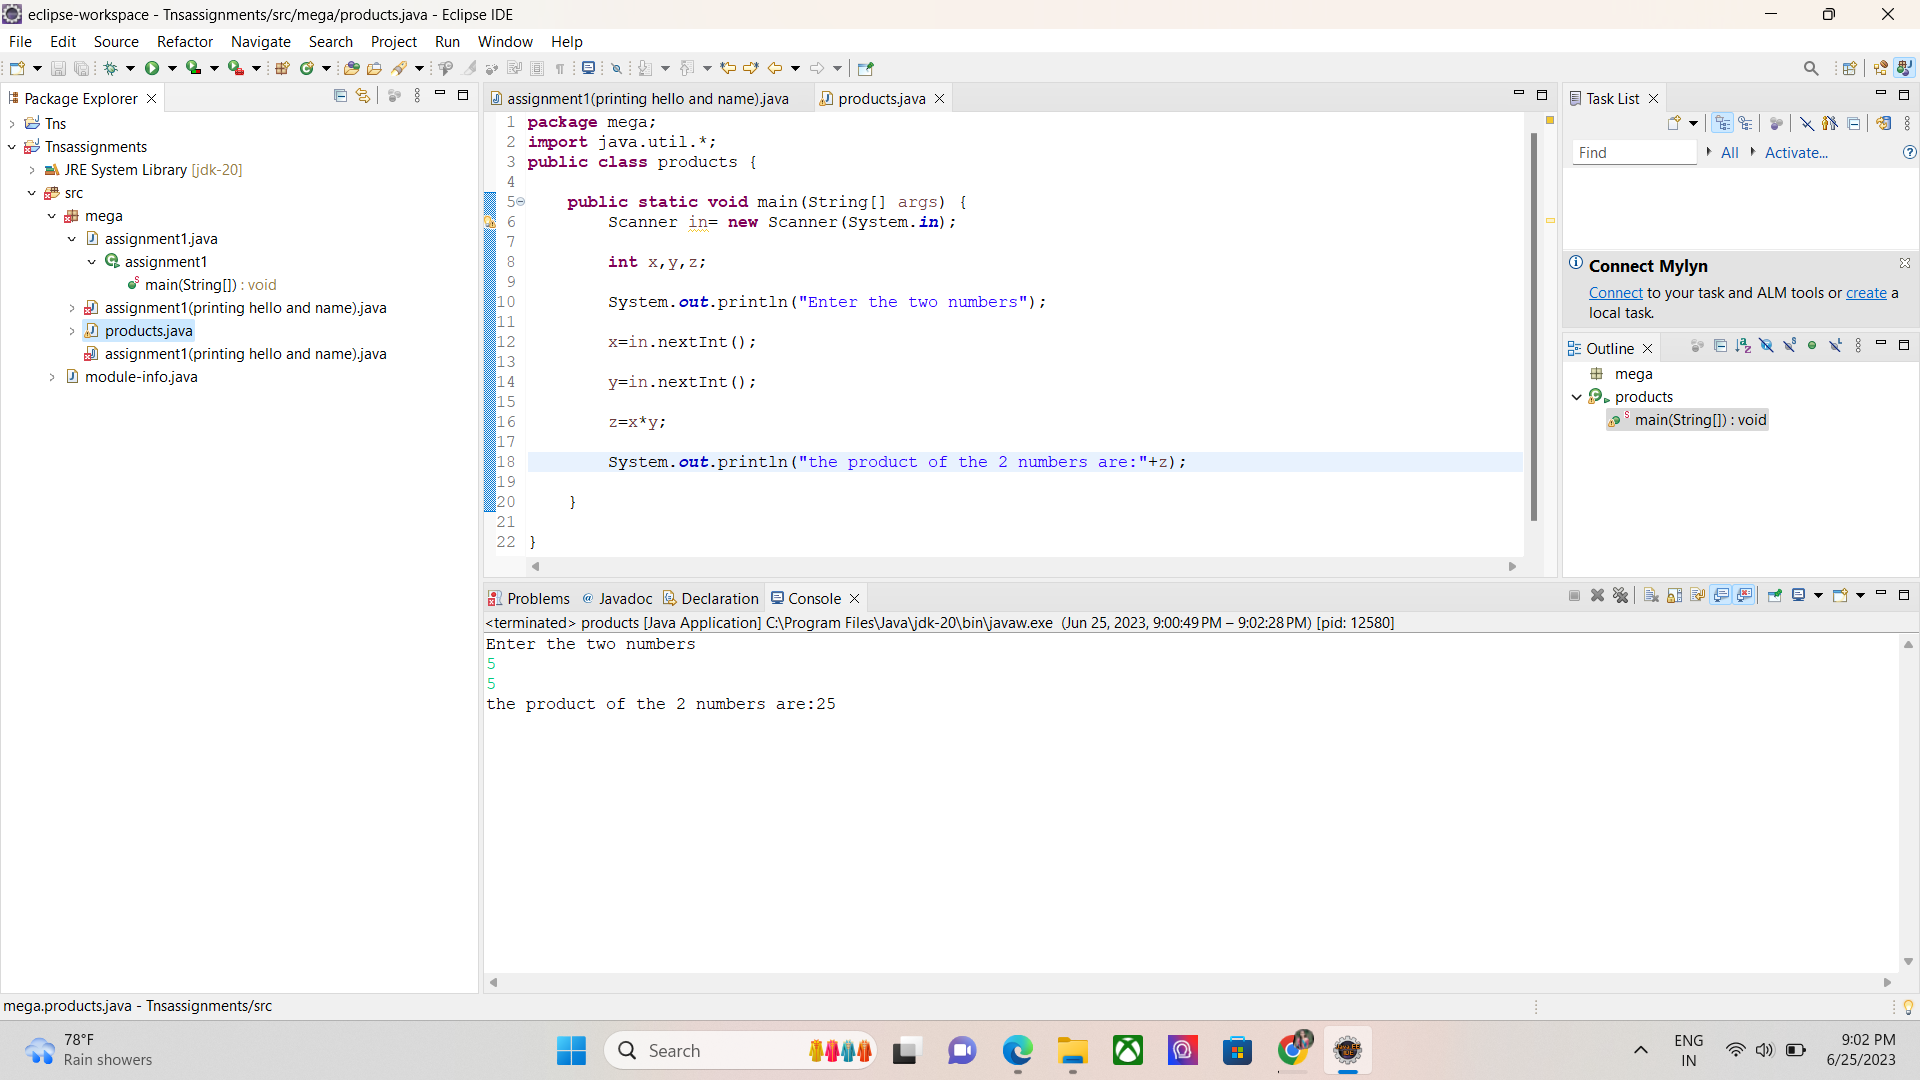 eclipse-workspace - Tnsassignments/src/mega/products.java - Eclipse IDE
File Edit Source Refactor Navigate Search Project Run Window Help
Package Explorer
Tns
Tnsassignments
JRE System Library [jdk-20]
src
mega
assignment1.java
assignment1
main(String[]) : void
assignment1(printing hello and name).java
products.java
assignment1(printing hello and name).java
module-info.java
assignment1(printing hello and name).java products.java
1 package mega;
2 import java.util.*;
3 public class products {
4
5 public static void main(String[] args) {
6 Scanner in= new Scanner(System.in);
7
8 int x,y,z;
9
10 System.out.println("Enter the two numbers");
11
12 x=in.nextInt();
13
14 y=in.nextInt();
15
16 z=x*y;
17
18 System.out.println("the product of the 2 numbers are:"+z);
19
20 }
21
22 }
Task List
Find All Activate...
Connect Mylyn
Connect to your task and ALM tools or create a
local task.
Outline
mega
products
main(String[]) : void
Problems @ Javadoc Declaration Console
<terminated> products [Java Application] C:\Program Files\Java\jdk-20\bin\javaw.exe (Jun 25, 2023, 9:00:49 PM – 9:02:28 PM) [pid: 12580]
Enter the two numbers
5
5
the product of the 2 numbers are:25
mega.products.java - Tnsassignments/src
78°F
Rain showers
Search
ENG
IN
9:02 PM
6/25/2023